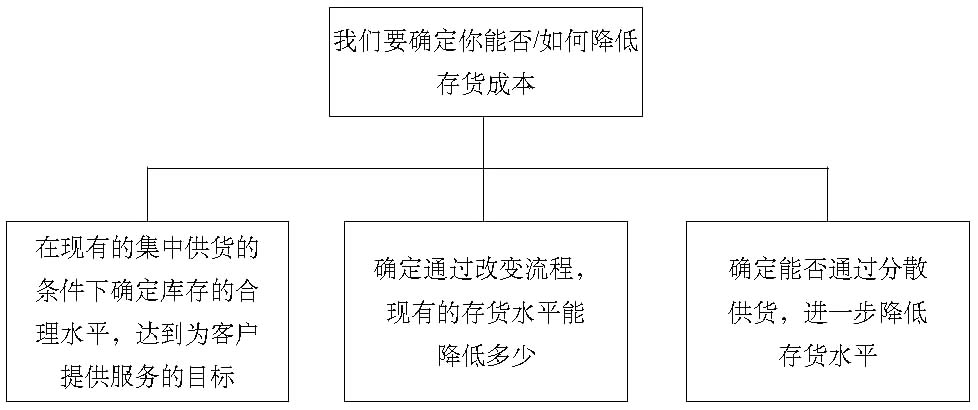 我们要确定你能否/如何降低
存货成本
在现有的集中供货的
条件下确定库存的合
理水平，达到为客户
提供服务的目标
确定通过改变流程，
现有的存货水平能
降低多少
确定能否通过分散
供货，进一步降低
存货水平